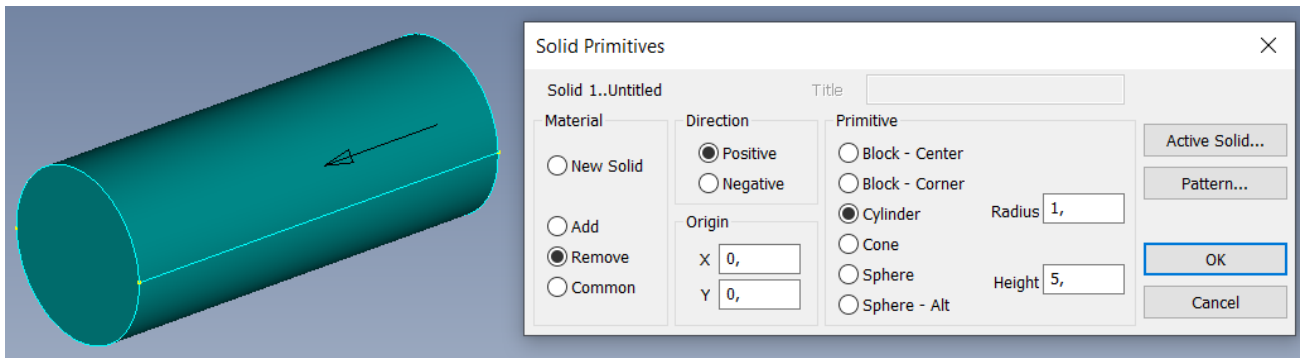 Solid Primitives
Solid 1..Untitled
Title
Material
New Solid
Add
Remove
Common
Direction
Positive
Negative
Origin
X 0,
Y 0,
Primitive
Block - Center
Block - Corner
Cylinder
Cone
Sphere
Sphere - Alt
Radius 1,
Height 5,
Active Solid...
Pattern...
OK
Cancel